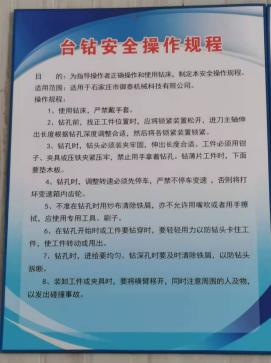 台钻安全操作规程
目　的：为指导操作者正确操作和使用钻床，制定本安全操作规程。
适用范围：适用于石家庄市御泰机械科技有限公司。
操作规程：
1、使用钻床，严禁戴手套。
2、钻孔前，找正工件位置时，应将锁紧装置松开，进刀主轴伸
出长度根据钻孔深度调整合适，然后将各锁紧装置锁紧。
3、钻孔时，钻头必须装夹牢固，伸出长度合适。工件必须用钳
子、夹具或压铁夹紧压牢，禁止用手拿着钻孔。钻薄片工件时，下面
要垫木板。
4、钻孔时，调整转速必须先停车，严禁不停车变速，否则将打
坏变速箱内齿轮。
5、不准在钻孔时用纱布清除铁屑，亦不允许用嘴吹或者用手擦
拭，应使用专用工具、刷子。
6、在钻孔开始时或工件要钻穿时，要轻轻用力以防钻头卡住工
件，使工件转动或甩出。
7、钻孔时，进给要均匀。钻深孔时要及时清除铁屑，以防钻头
拆断。
8、装卸工件或夹具时，要将横臂移开，同时注意周围的人及物，
以发出碰撞事故。